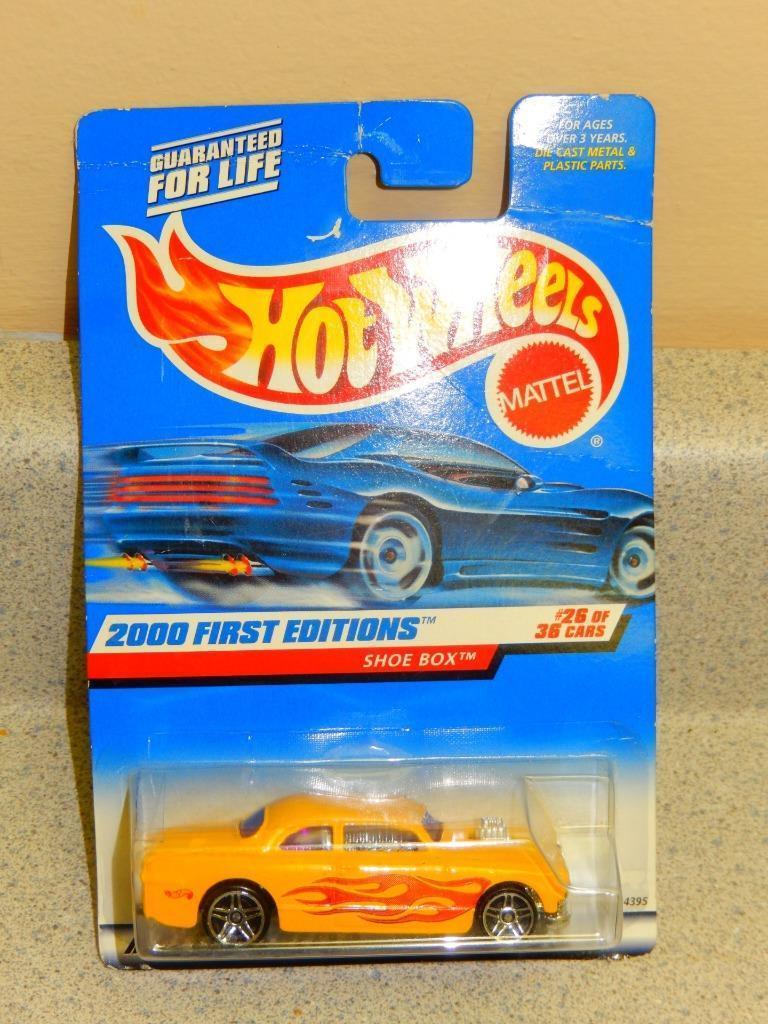 GUARANTEED
FOR LIFE
FOR AGES
OVER 3 YEARS.
DIE CAST METAL &
PLASTIC PARTS.
HOT WHEELS
MATTEL
®
2000 FIRST EDITIONS™
#26 OF
36 CARS
SHOE BOX™
4395